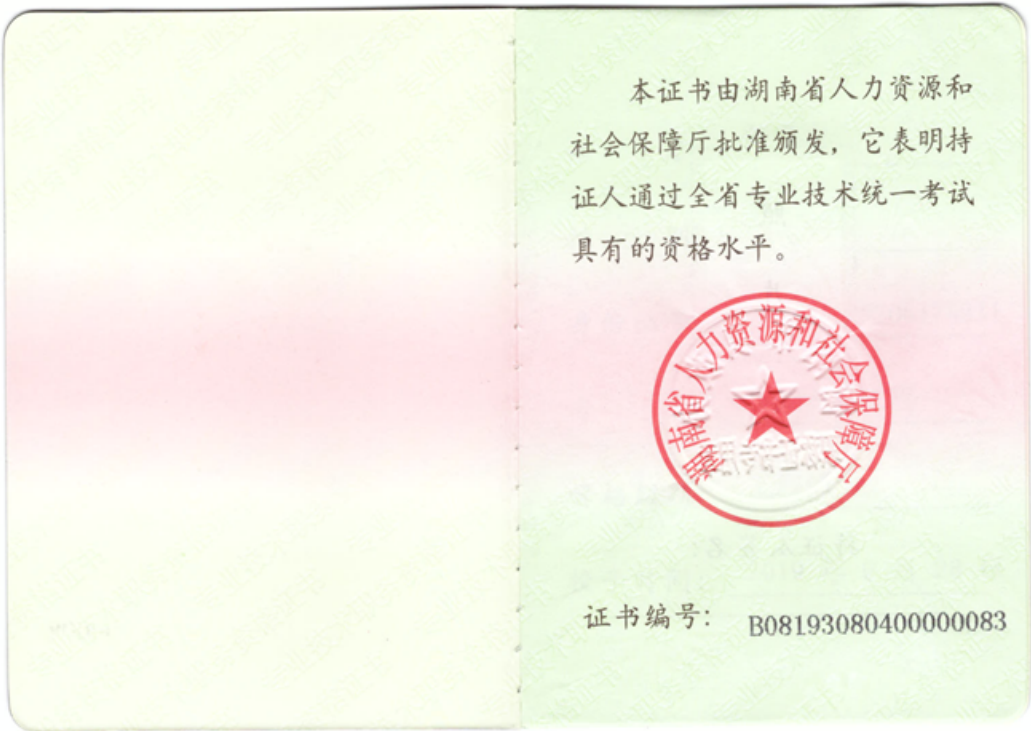 本证书由湖南省人力资源和
社会保障厅批准颁发，它表明持
证人通过全省专业技术统一考试
具有的资格水平。
湖南省人力资源和社会保障厅
证书编号：B08193080400000083